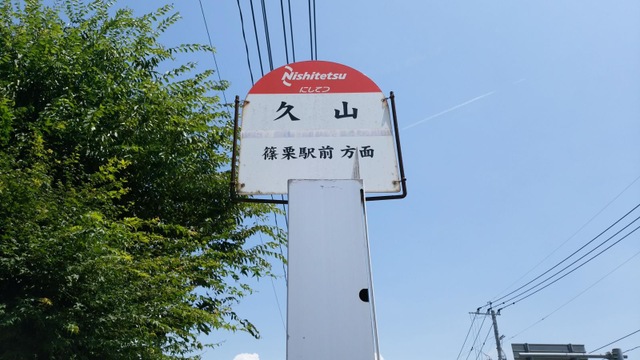 Nishitetsu
にしてつ
久山
篠栗駅前方面